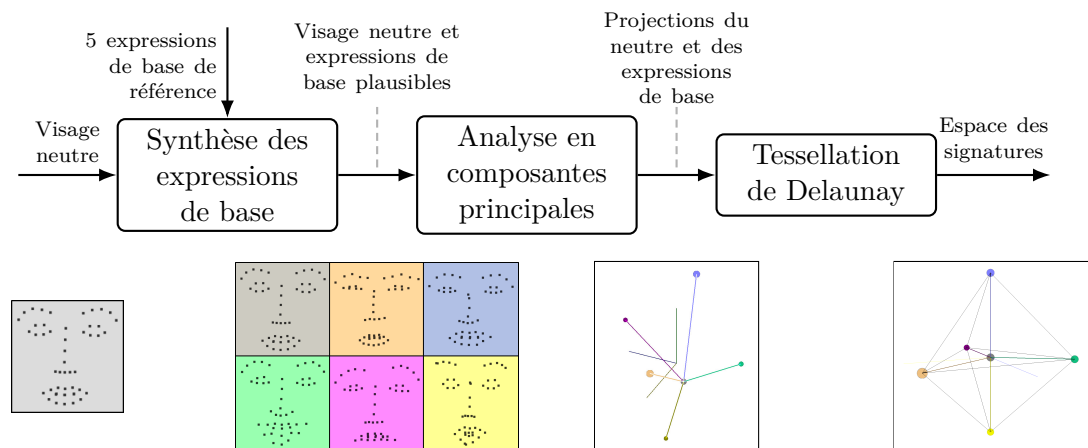 5 expressions
de base de
référence
Visage
neutre
Synthèse des
expressions
de base
Visage neutre et
expressions de
base plausibles
Analyse en
composantes
principales
Projections du
neutre et des
expressions
de base
Tessellation
de Delaunay
Espace des
signatures